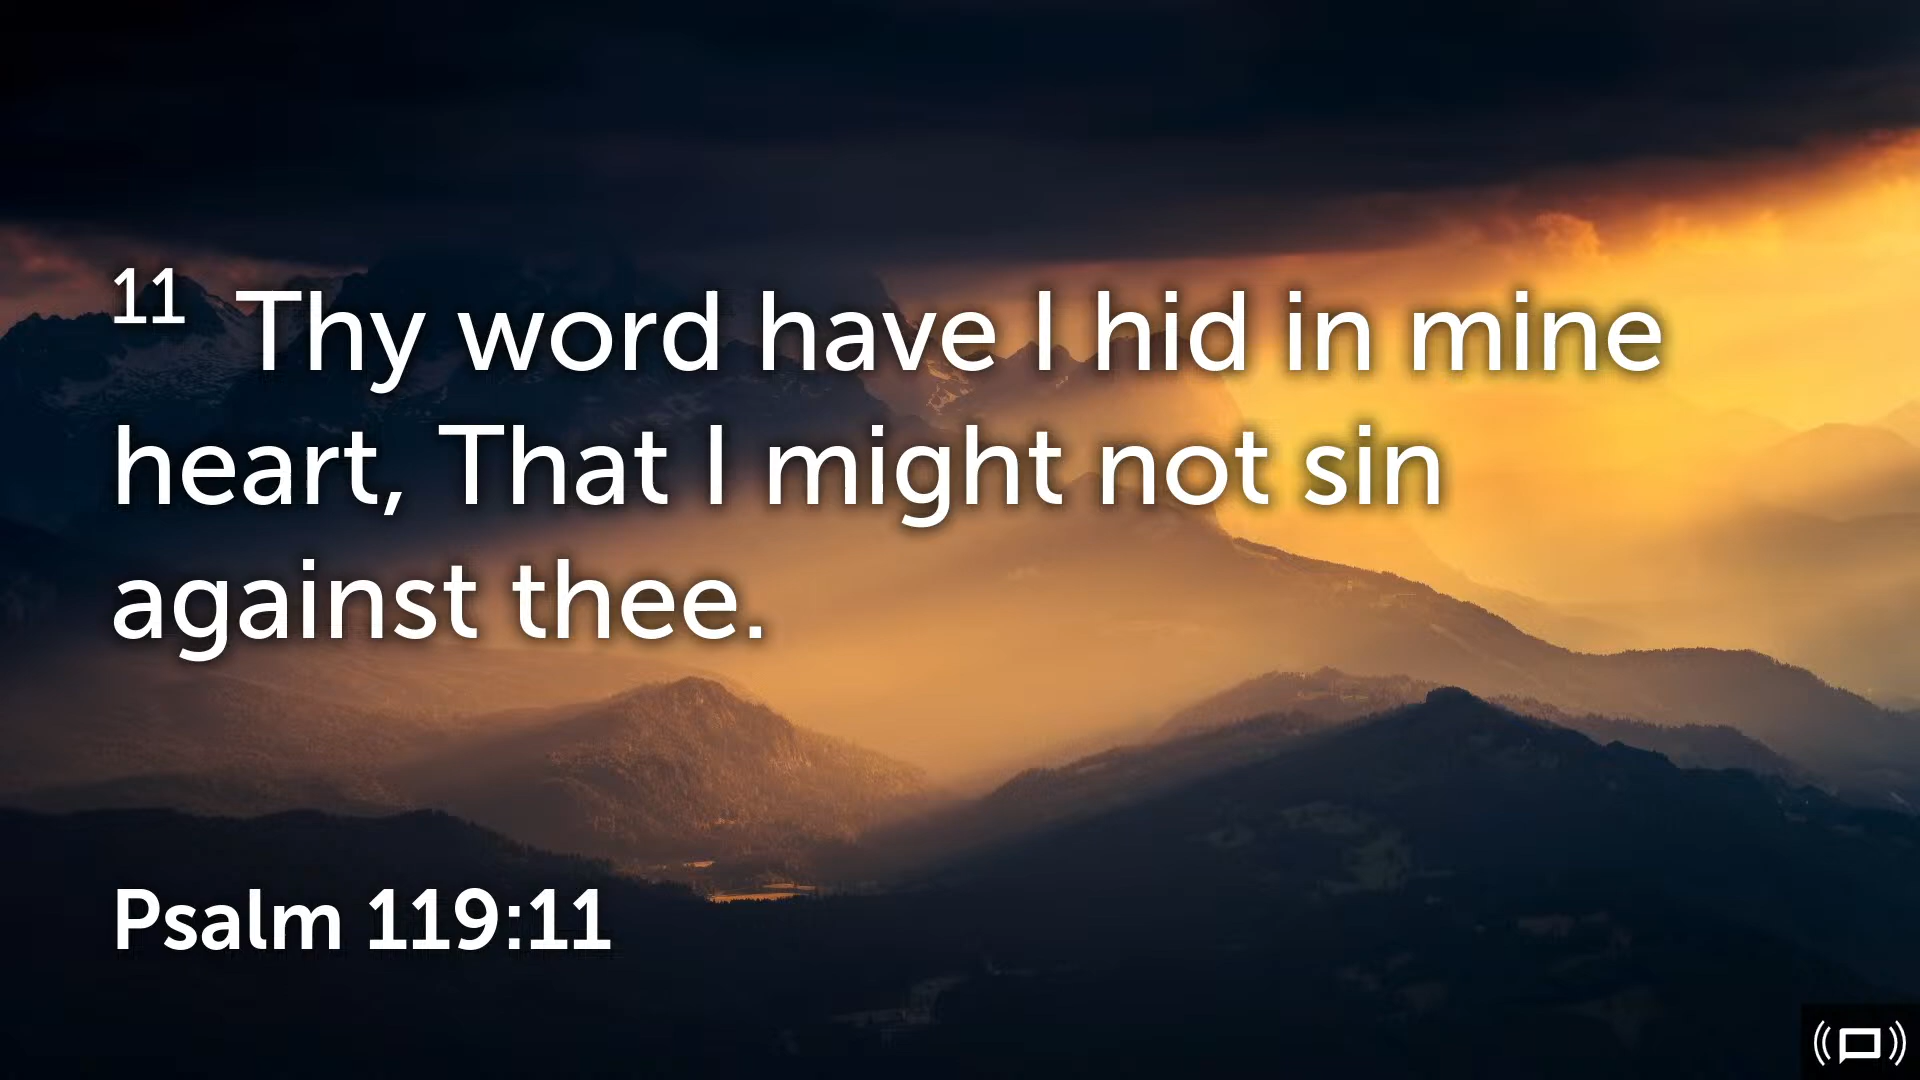 11 Thy word have I hid in mine
heart, That I might not sin
against thee.
Psalm 119:11